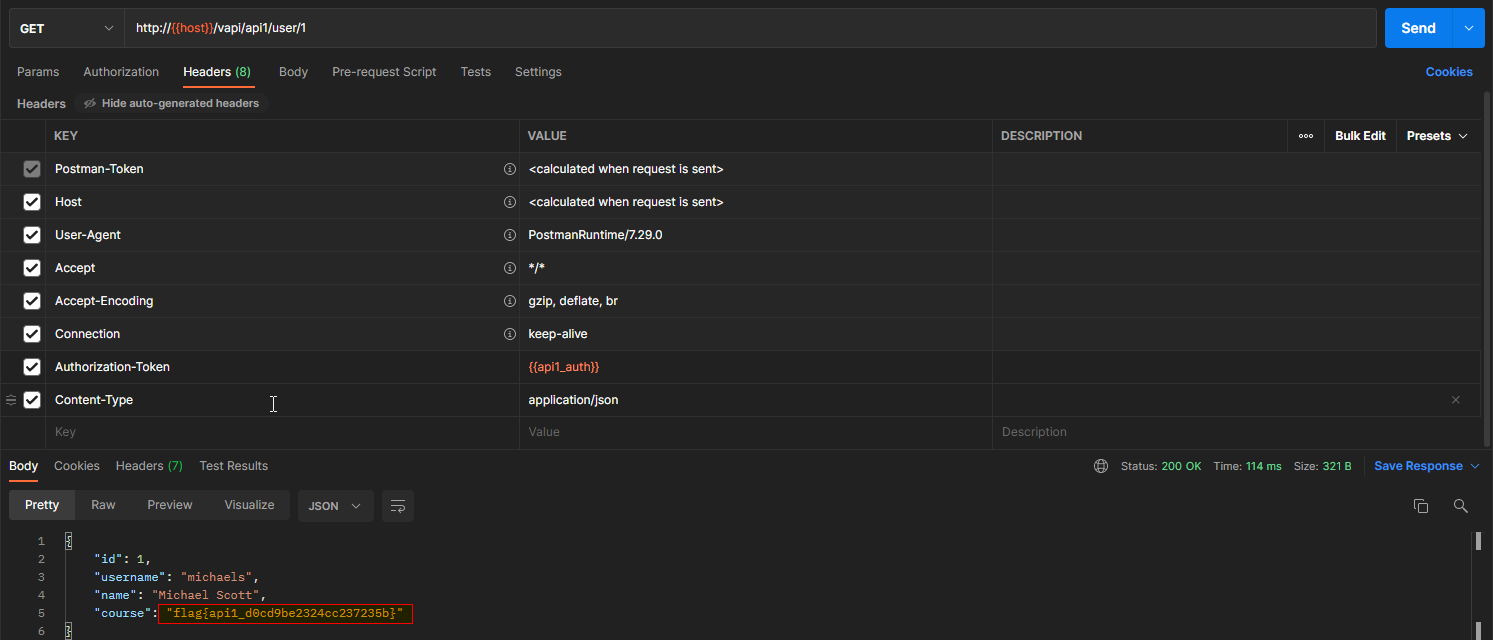 GET http://{{host}}/vapi/api1/user/1 Send
Params Authorization Headers (8) Body Pre-request Script Tests Settings Cookies
Headers Hide auto-generated headers
KEY VALUE DESCRIPTION ooo Bulk Edit Presets
Postman-Token <calculated when request is sent>
Host <calculated when request is sent>
User-Agent PostmanRuntime/7.29.0
Accept */*
Accept-Encoding gzip, deflate, br
Connection keep-alive
Authorization-Token {{api1_auth}}
Content-Type application/json
Key Value Description
Body Cookies Headers (7) Test Results Status: 200 OK Time: 114 ms Size: 321 B Save Response
Pretty Raw Preview Visualize JSON
1 {
2 "id": 1,
3 "username": "michaels",
4 "name": "Michael Scott",
5 "course": "flag{api1_d0cd9be2324cc237235b}"
6 }